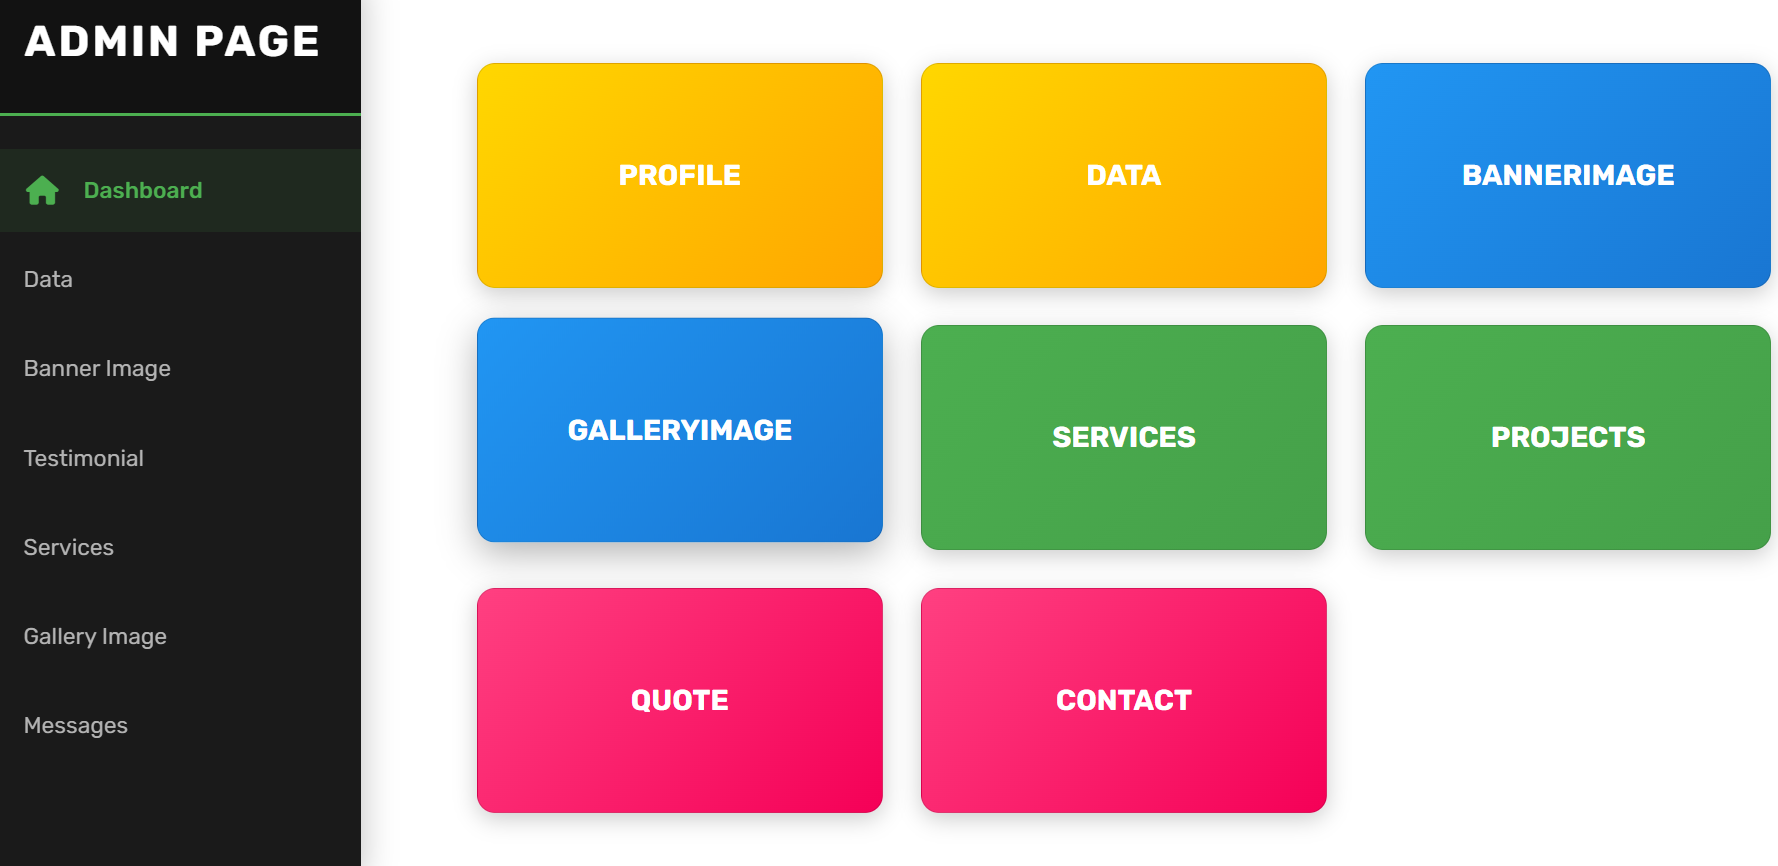 ADMIN PAGE
Dashboard
Data
Banner Image
Testimonial
Services
Gallery Image
Messages
PROFILE
DATA
BANNERIMAGE
GALLERYIMAGE
SERVICES
PROJECTS
QUOTE
CONTACT